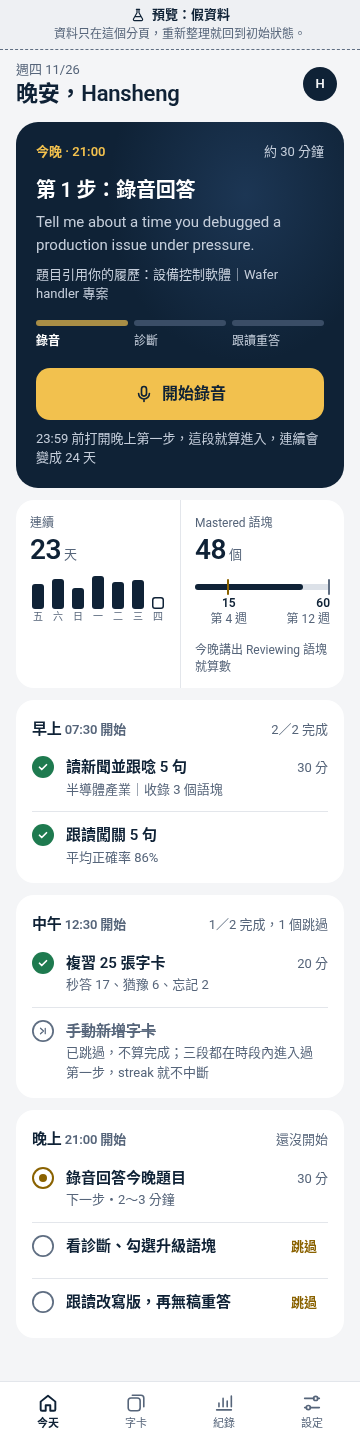 預覽：假資料
資料只在這個分頁，重新整理就回到初始狀態。
週四 11/26
晚安，Hansheng
H
今晚 · 21:00
約 30 分鐘
第 1 步：錄音回答
Tell me about a time you debugged a
production issue under pressure.
題目引用你的履歷：設備控制軟體｜Wafer
handler 專案
錄音
診斷
跟讀重答
開始錄音
23:59 前打開晚上第一步，這段就算進入，連續會
變成 24 天
連續
23 天
五 六 日 一 二 三 四
Mastered 語塊
48 個
15
60
第 4 週
第 12 週
今晚講出 Reviewing 語塊
就算數
早上 07:30 開始
2／2 完成
讀新聞並跟唸 5 句
30 分
半導體產業｜收錄 3 個語塊
跟讀闖關 5 句
平均正確率 86%
中午 12:30 開始
1／2 完成，1 個跳過
複習 25 張字卡
20 分
秒答 17、猶豫 6、忘記 2
手動新增字卡
已跳過，不算完成；三段都在時段內進入過
第一步，streak 就不中斷
晚上 21:00 開始
還沒開始
錄音回答今晚題目
30 分
下一步・2～3 分鐘
看診斷、勾選升級語塊
跳過
跟讀改寫版，再無稿重答
跳過
今天
字卡
紀錄
設定